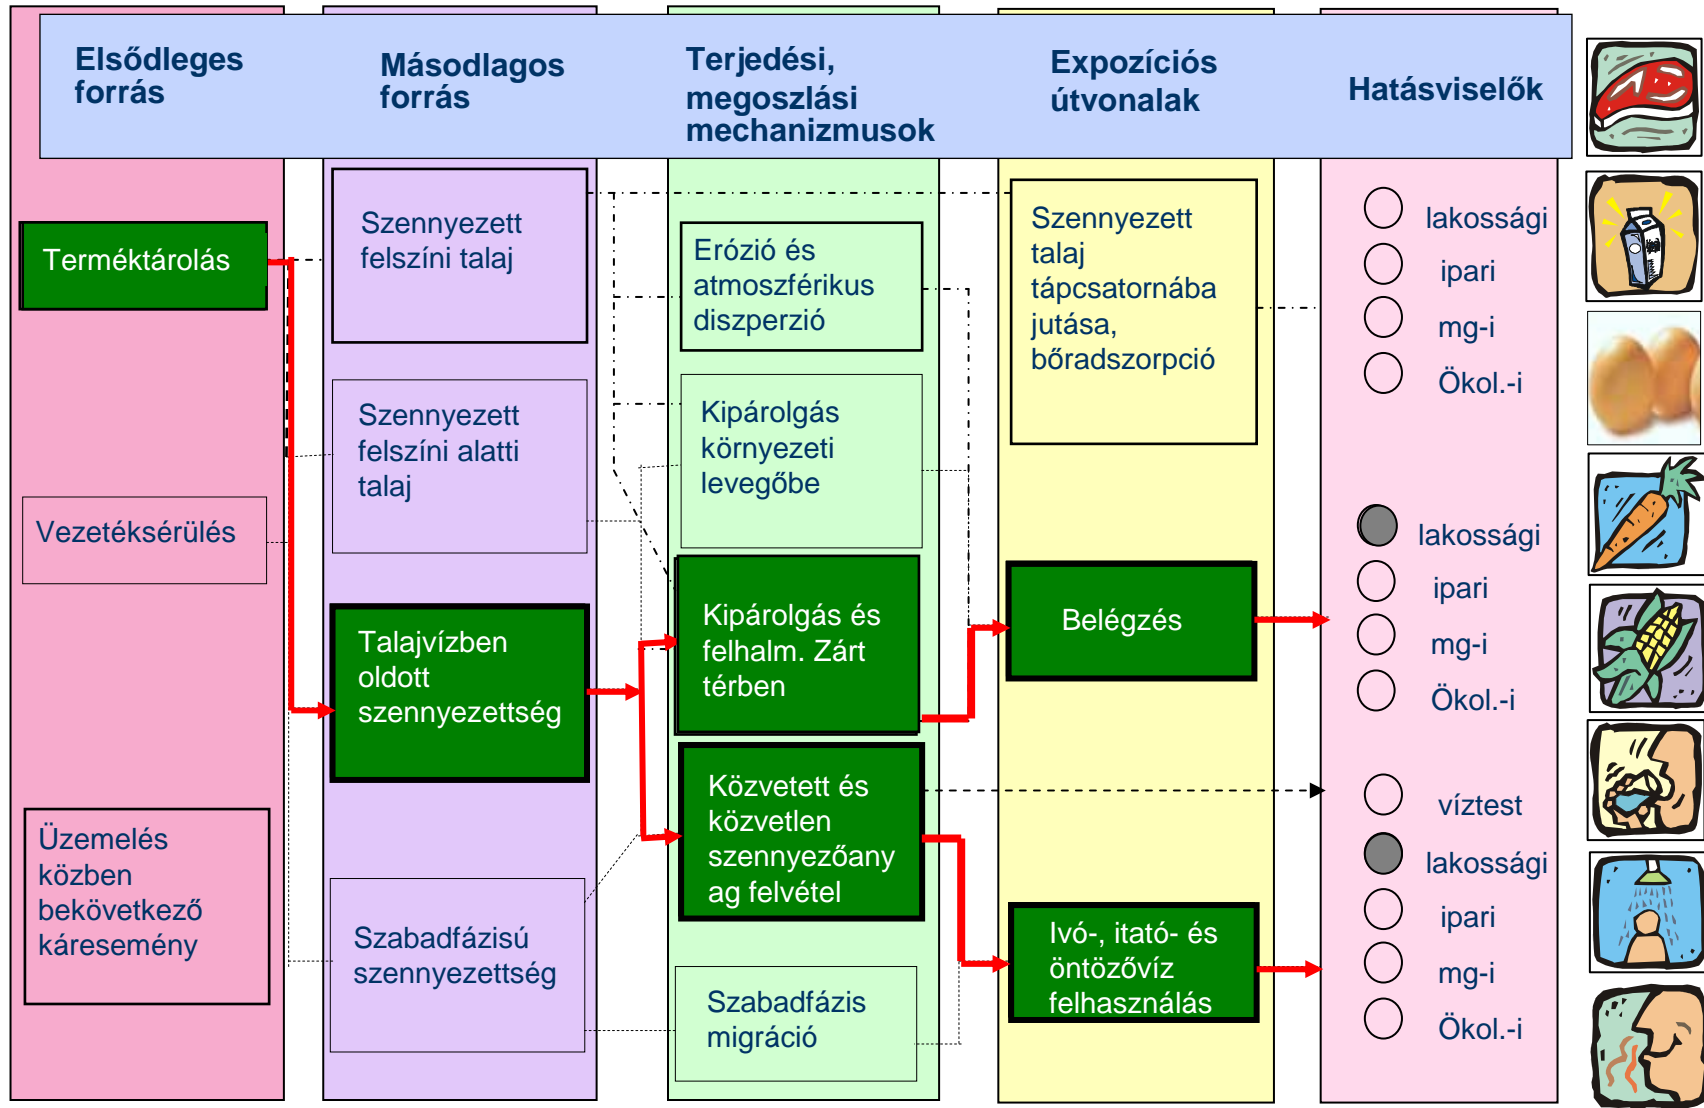 Elsődleges
forrás
Másodlagos
forrás
Terjedési,
megoszlási
mechanizmusok
Expozíciós
útvonalak
Hatásviselők
Terméktárolás
Vezetéksérülés
Üzemelés
közben
bekövetkező
káresemény
Szennyezett
felszíni talaj
Szennyezett
felszíni alatti
talaj
Talajvízben
oldott
szennyezettség
Szabadfázisú
szennyezettség
Erózió és
atmoszférikus
diszperzió
Kipárolgás
környezeti
levegőbe
Kipárolgás és
felhalm. Zárt
térben
Közvetett és
közvetlen
szennyezőany
ag felvétel
Szabadfázis
migráció
Szennyezett
talaj
tápcsatornába
jutása,
bőradszorpció
Belégzés
Ivó-, itató- és
öntözővíz
felhasználás
lakossági
ipari
mg-i
Ökol.-i
lakossági
ipari
mg-i
Ökol.-i
víztest
lakossági
ipari
mg-i
Ökol.-i